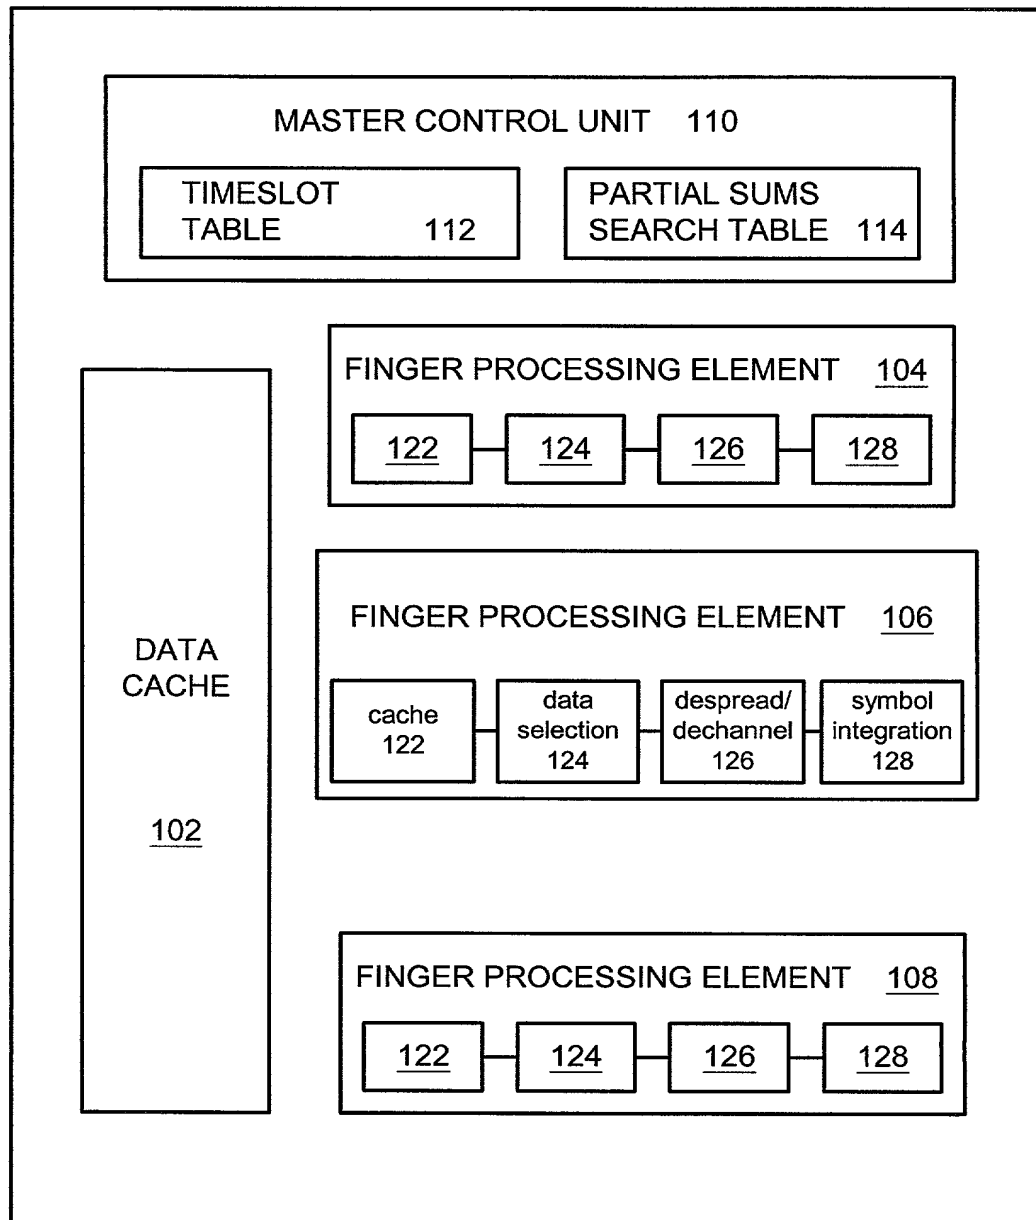 MASTER CONTROL UNIT 110
TIMESLOT
TABLE 112
PARTIAL SUMS
SEARCH TABLE 114
FINGER PROCESSING ELEMENT 104
122 124 126 128
DATA
CACHE
102
FINGER PROCESSING ELEMENT 106
cache
122
data
selection
124
despread/
dechannel
126
symbol
integration
128
FINGER PROCESSING ELEMENT 108
122 124 126 128